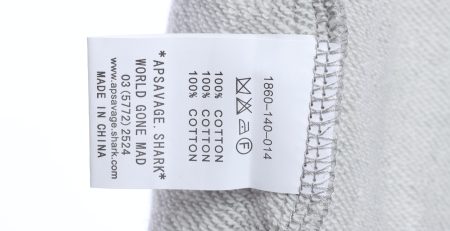 1860-140-014
100% COTTON
100% COTTON
100% COTTON
*APSAVAGE.SHARK*
WORLD GONE MAD
www.apsavage.shark.com
03(5772)2524
MADE IN CHINA